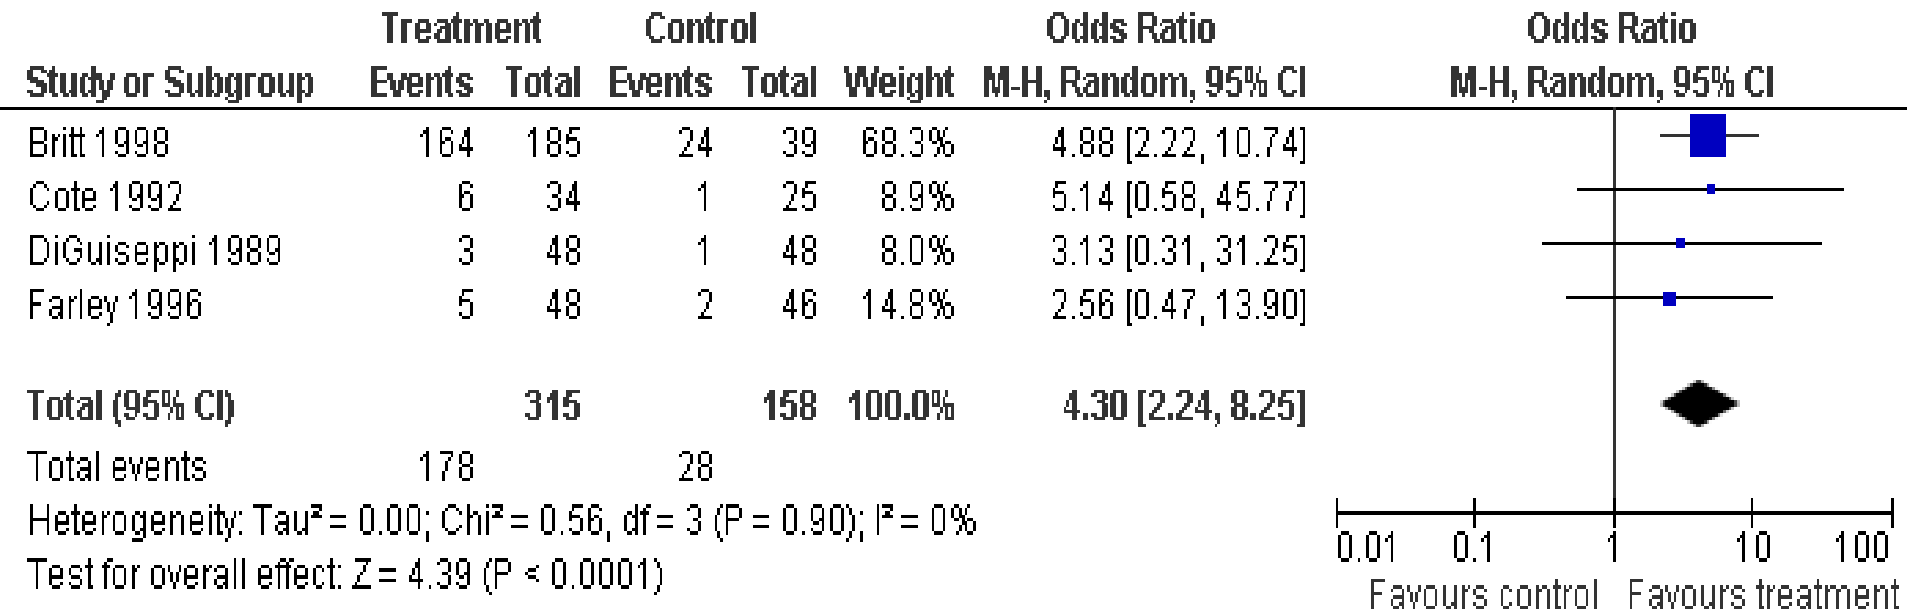 Treatment Control Odds Ratio Odds Ratio
Study or Subgroup Events Total Events Total Weight M-H, Random, 95% CI M-H, Random, 95% CI
Britt 1998 164 185 24 39 68.3% 4.88 [2.22, 10.74]
Cote 1992 6 34 1 25 8.9% 5.14 [0.58, 45.77]
DiGuiseppi 1989 3 48 1 48 8.0% 3.13 [0.31, 31.25]
Farley 1996 5 48 2 46 14.8% 2.56 [0.47, 13.90]
Total (95% CI) 315 158 100.0% 4.30 [2.24, 8.25]
Total events 178 28
Heterogeneity: Tau² = 0.00; Chi² = 0.56, df = 3 (P = 0.90); I² = 0%
Test for overall effect: Z = 4.39 (P < 0.0001)
0.01 0.1 1 10 100
Favours control Favours treatment